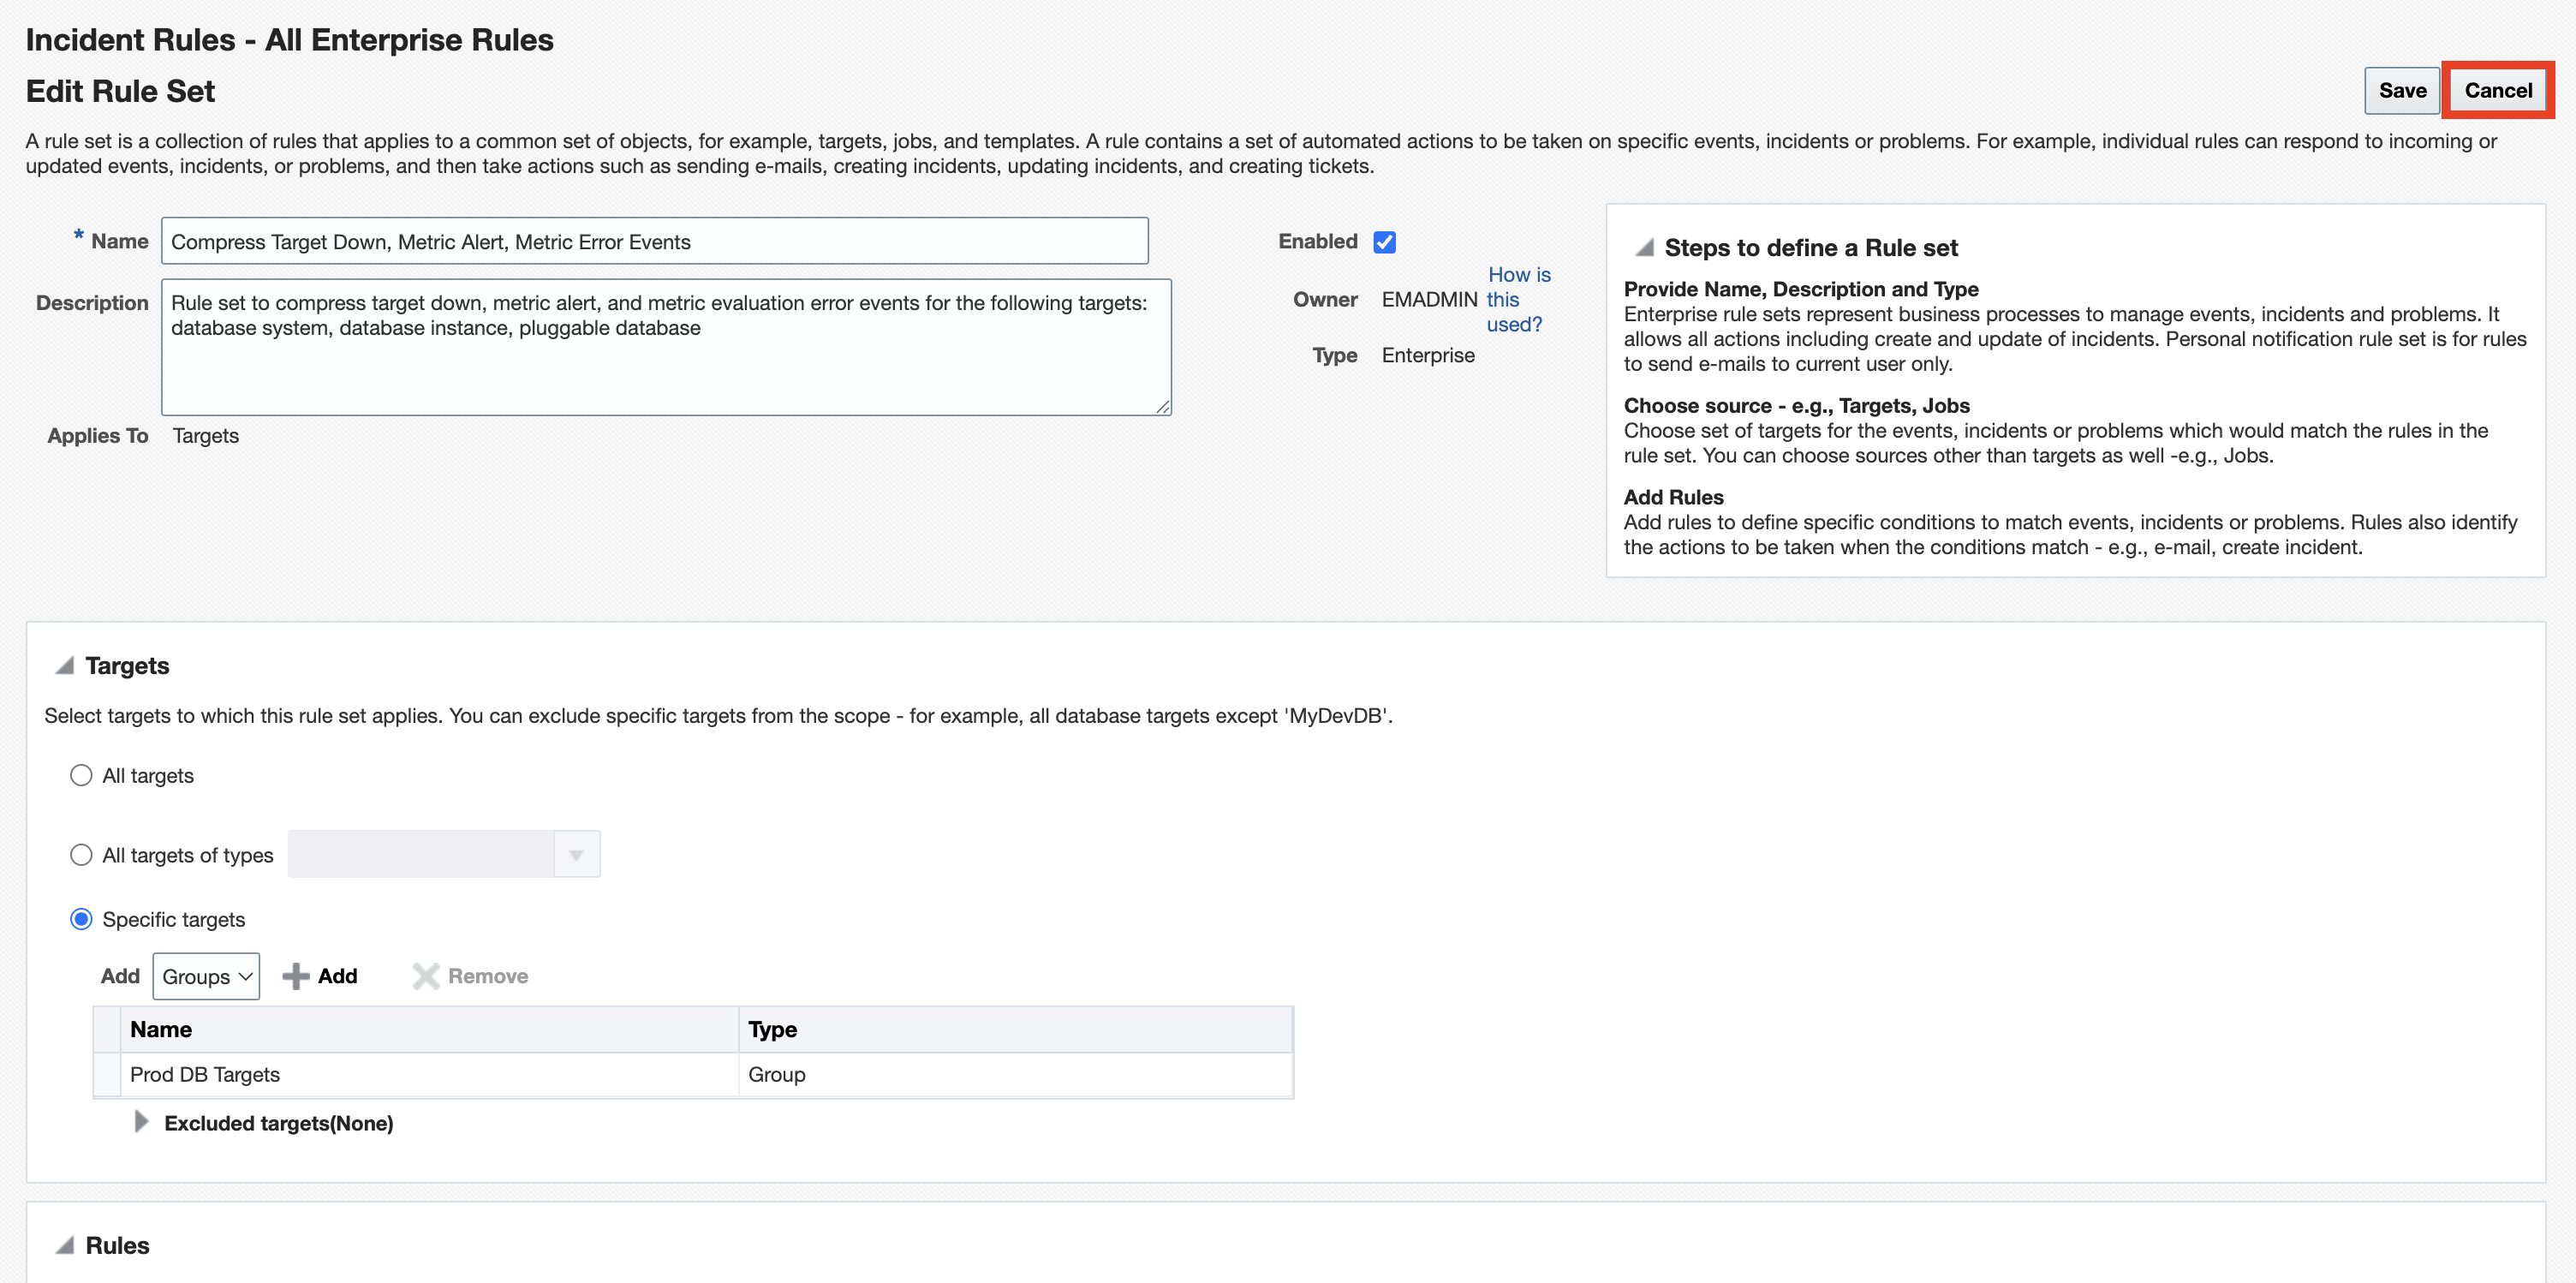 Incident Rules - All Enterprise Rules
Edit Rule Set
Save
Cancel
A rule set is a collection of rules that applies to a common set of objects, for example, targets, jobs, and templates. A rule contains a set of automated actions to be taken on specific events, incidents or problems. For example, individual rules can respond to incoming or
updated events, incidents, or problems, and then take actions such as sending e-mails, creating incidents, updating incidents, and creating tickets.
* Name
Compress Target Down, Metric Alert, Metric Error Events
Description
Rule set to compress target down, metric alert, and metric evaluation error events for the following targets:
database system, database instance, pluggable database
Applies To Targets
Enabled
Owner EMADMIN
How is
this
used?
Type Enterprise
Steps to define a Rule set
Provide Name, Description and Type
Enterprise rule sets represent business processes to manage events, incidents and problems. It
allows all actions including create and update of incidents. Personal notification rule set is for rules
to send e-mails to current user only.
Choose source - e.g., Targets, Jobs
Choose set of targets for the events, incidents or problems which would match the rules in the
rule set. You can choose sources other than targets as well -e.g., Jobs.
Add Rules
Add rules to define specific conditions to match events, incidents or problems. Rules also identify
the actions to be taken when the conditions match - e.g., e-mail, create incident.
Targets
Select targets to which this rule set applies. You can exclude specific targets from the scope - for example, all database targets except 'MyDevDB'.
All targets
All targets of types
Specific targets
Add Groups Add Remove
Name Type
Prod DB Targets Group
Excluded targets(None)
Rules